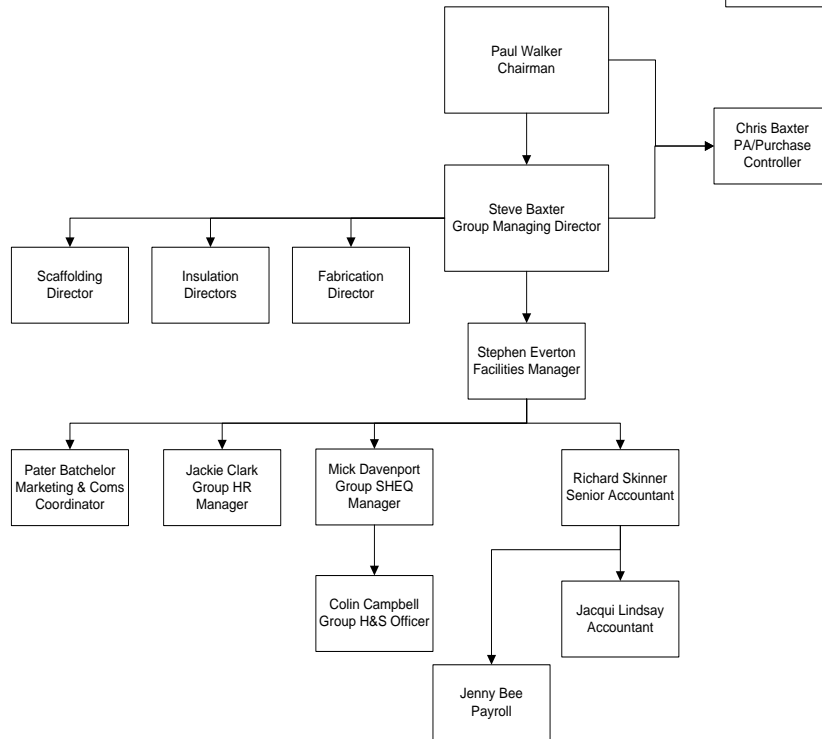 Paul Walker
Chairman
Chris Baxter
PA/Purchase
Controller
Steve Baxter
Group Managing Director
Scaffolding
Director
Insulation
Directors
Fabrication
Director
Stephen Everton
Facilities Manager
Pater Batchelor
Marketing & Coms
Coordinator
Jackie Clark
Group HR
Manager
Mick Davenport
Group SHEQ
Manager
Richard Skinner
Senior Accountant
Colin Campbell
Group H&S Officer
Jacqui Lindsay
Accountant
Jenny Bee
Payroll